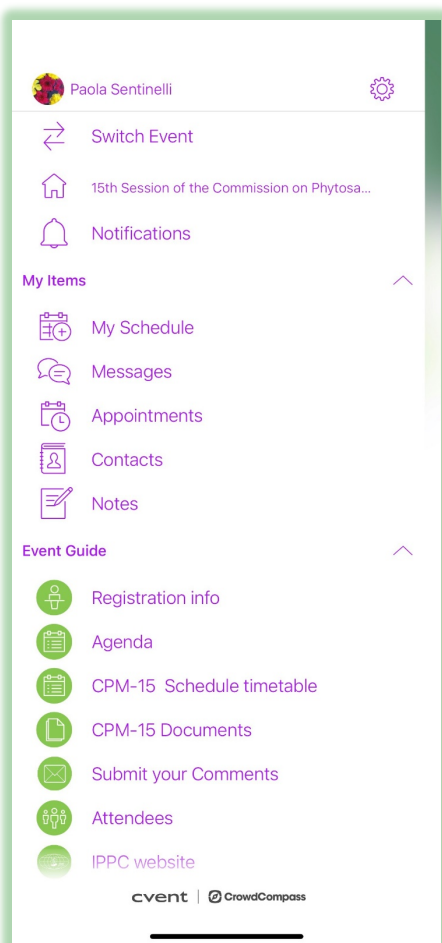 Paola Sentinelli
Switch Event
15th Session of the Commission on Phytosa...
Notifications
My Items
My Schedule
Messages
Appointments
Contacts
Notes
Event Guide
Registration info
Agenda
CPM-15 Schedule timetable
CPM-15 Documents
Submit your Comments
Attendees
IPPC website
cvent | CrowdCompass